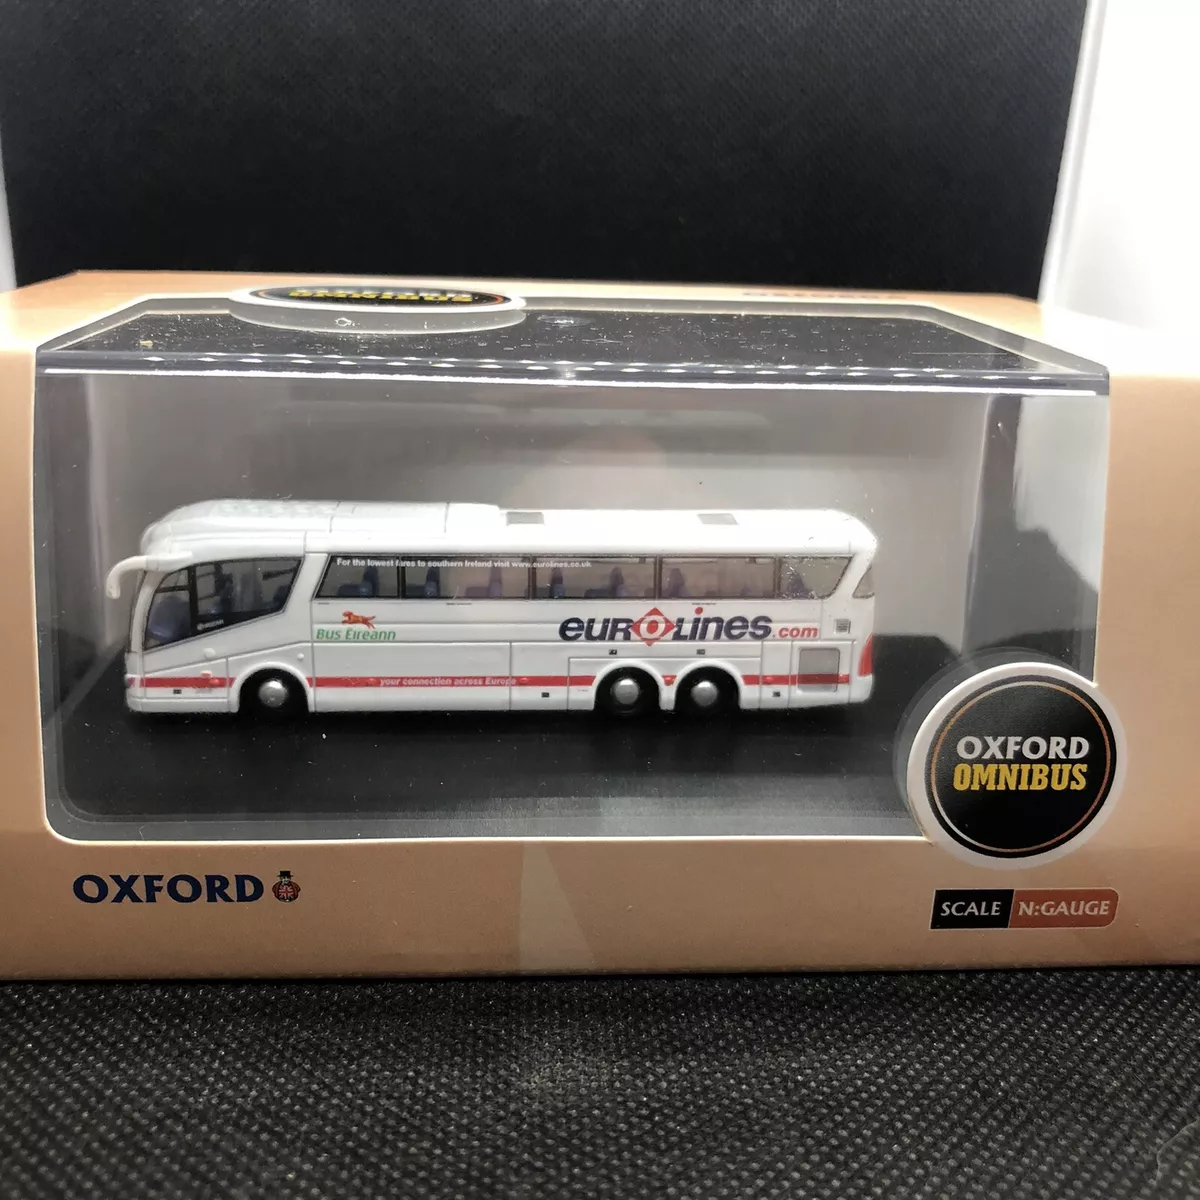 OMNIBUS
For the lowest fares to southern Ireland visit www.eurolines.co.uk
Bus Éireann
EUROLINES.com
your connection across Europe
OXFORD
OMNIBUS
OXFORD
SCALE N:GAUGE